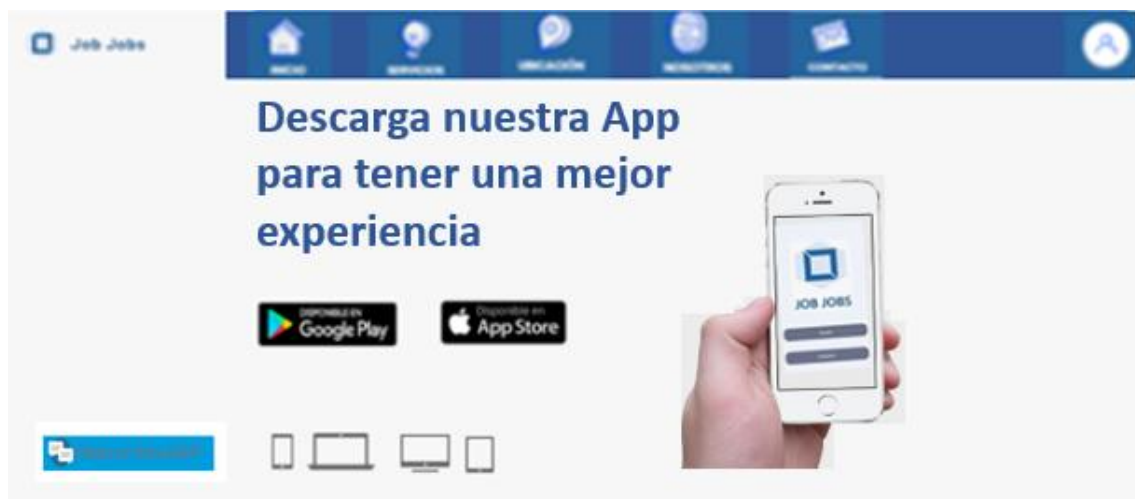 Job Jobs
INICIO
SERVICIOS
UBICACIÓN
NOSOTROS
CONTACTO
Descarga nuestra App
para tener una mejor
experiencia
DISPONIBLE EN
Google Play
Disponible en
App Store
JOB JOBS